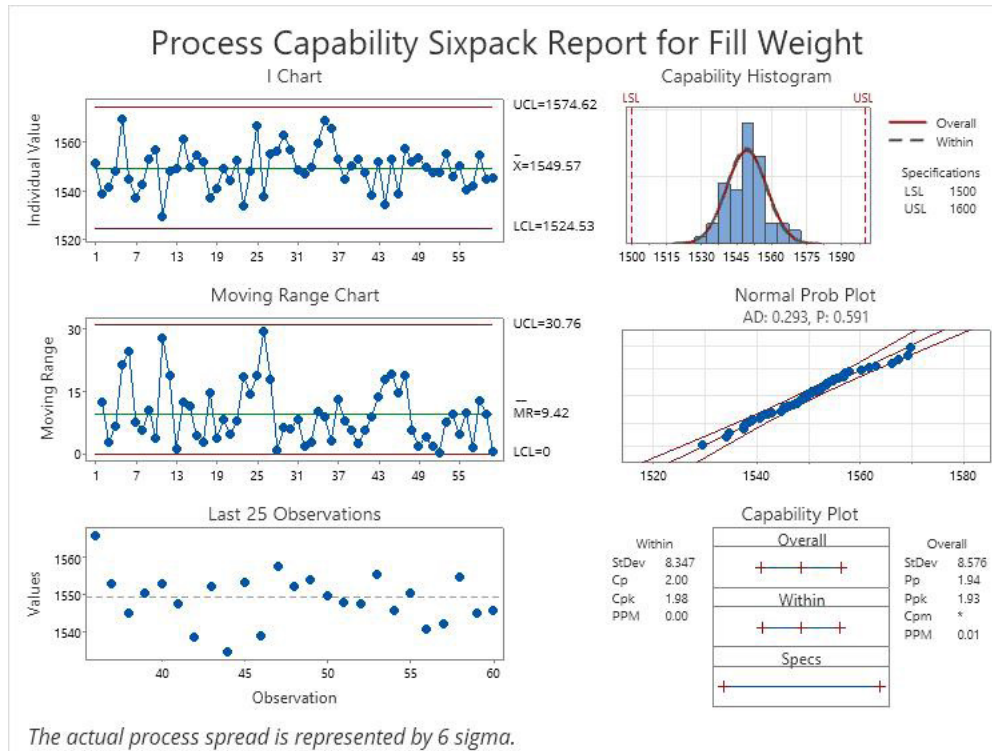 Process Capability Sixpack Report for Fill Weight
I Chart
Individual Value
1560
1540
1520
1 7 13 19 25 31 37 43 49 55
UCL=1574.62
X=1549.57
LCL=1524.53
Capability Histogram
LSL USL
1500 1515 1530 1545 1560 1575 1590
Overall
Within
Specifications
LSL 1500
USL 1600
Moving Range Chart
Moving Range
30
15
0
1 7 13 19 25 31 37 43 49 55
UCL=30.76
MR=9.42
LCL=0
Normal Prob Plot
AD: 0.293, P: 0.591
1520 1540 1560 1580
Last 25 Observations
Values
1560
1550
1540
40 45 50 55 60
Observation
Capability Plot
Within
StDev 8.347
Cp 2.00
Cpk 1.98
PPM 0.00
Overall
Within
Specs
Overall
StDev 8.576
Pp 1.94
Ppk 1.93
Cpm *
PPM 0.01
The actual process spread is represented by 6 sigma.